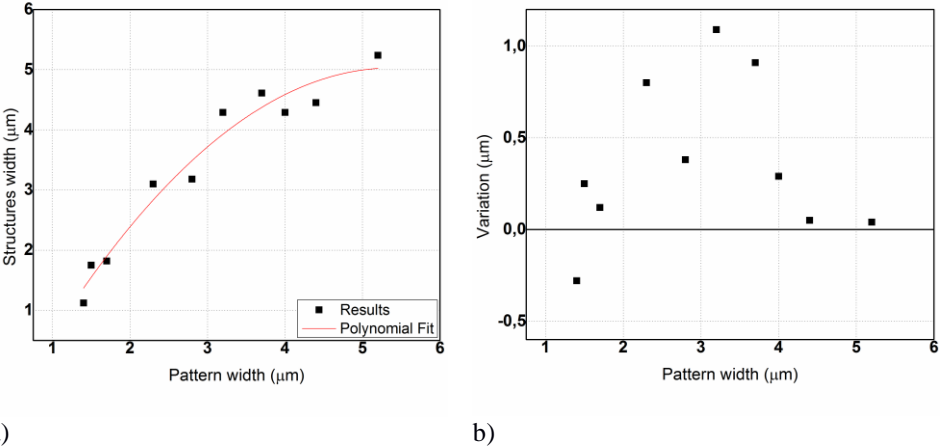 6
5
4
3
2
1
Structures width (μm)
Results
Polynomial Fit
1 2 3 4 5 6
Pattern width (μm)
)
1,0
0,5
0,0
-0,5
Variation (μm)
1 2 3 4 5 6
Pattern width (μm)
b)